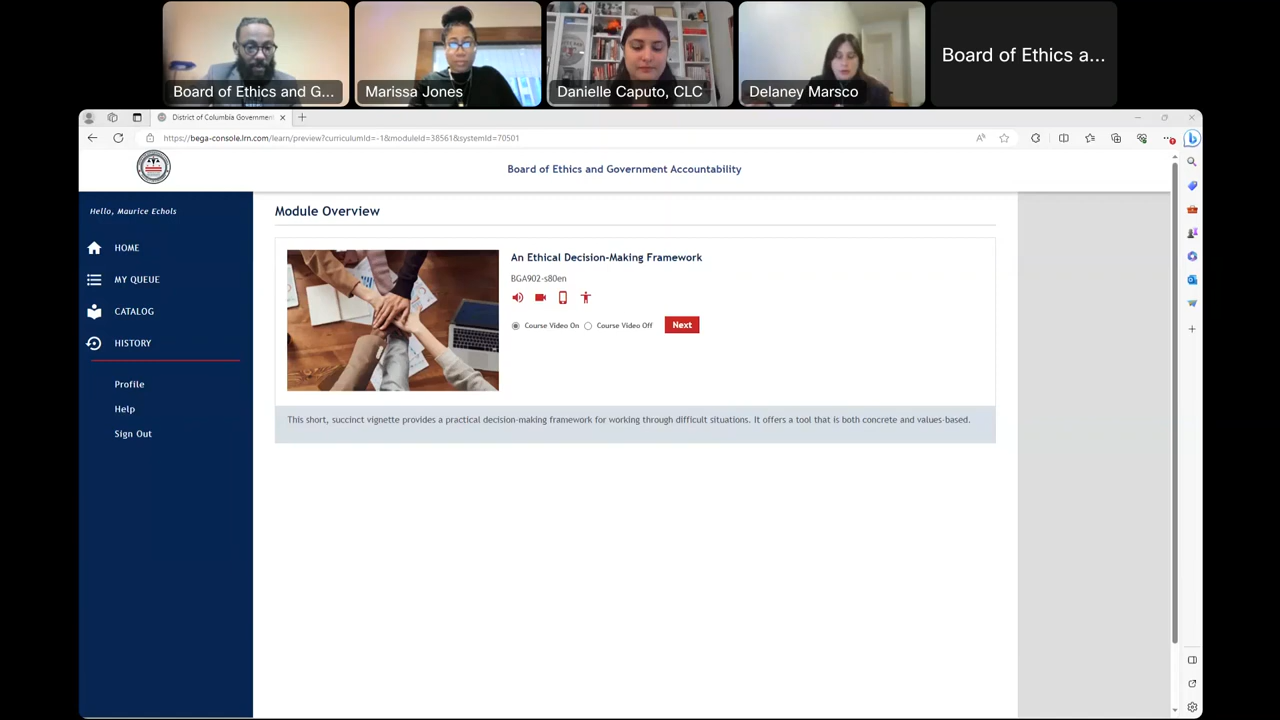 Board of Ethics and G...
Marissa Jones
Danielle Caputo, CLC
Delaney Marsco
Board of Ethics a...
District of Columbia Government
https://bega-console.lrn.com/learn/preview?curriculumId=-1&moduleId=38561&systemId=70501
Board of Ethics and Government Accountability
Hello, Maurice Echols
HOME
MY QUEUE
CATALOG
HISTORY
Profile
Help
Sign Out
Module Overview
An Ethical Decision-Making Framework
BGA902-s80en
Course Video On
Course Video Off
Next
This short, succinct vignette provides a practical decision-making framework for working through difficult situations. It offers a tool that is both concrete and values-based.